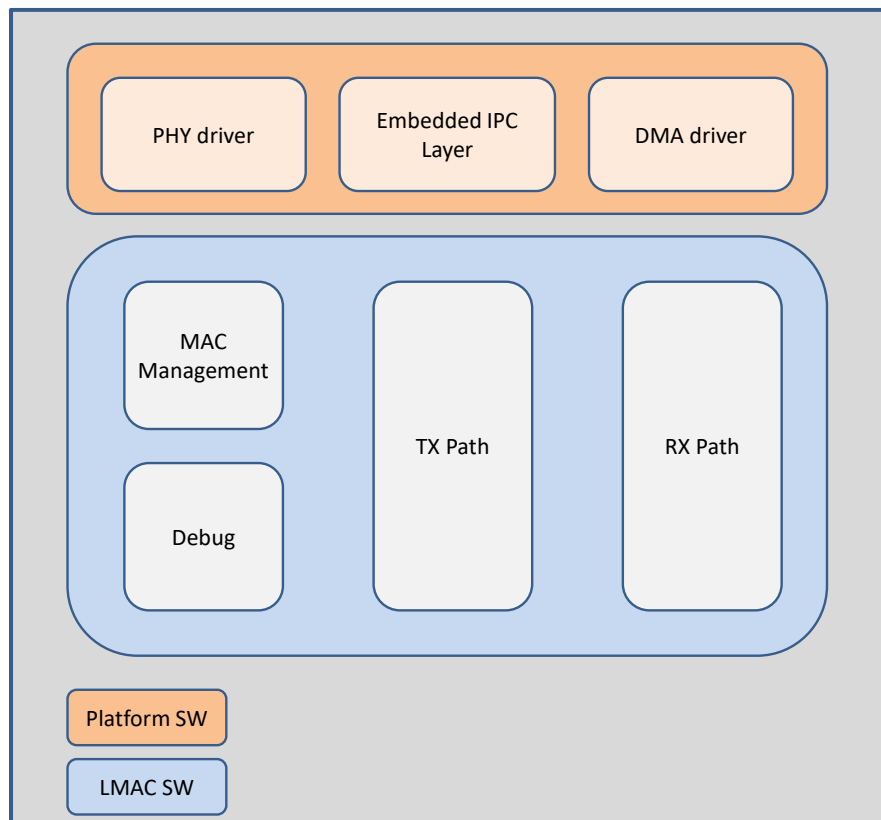 PHY driver
Embedded IPC
Layer
DMA driver
MAC
Management
TX Path
RX Path
Debug
Platform SW
LMAC SW